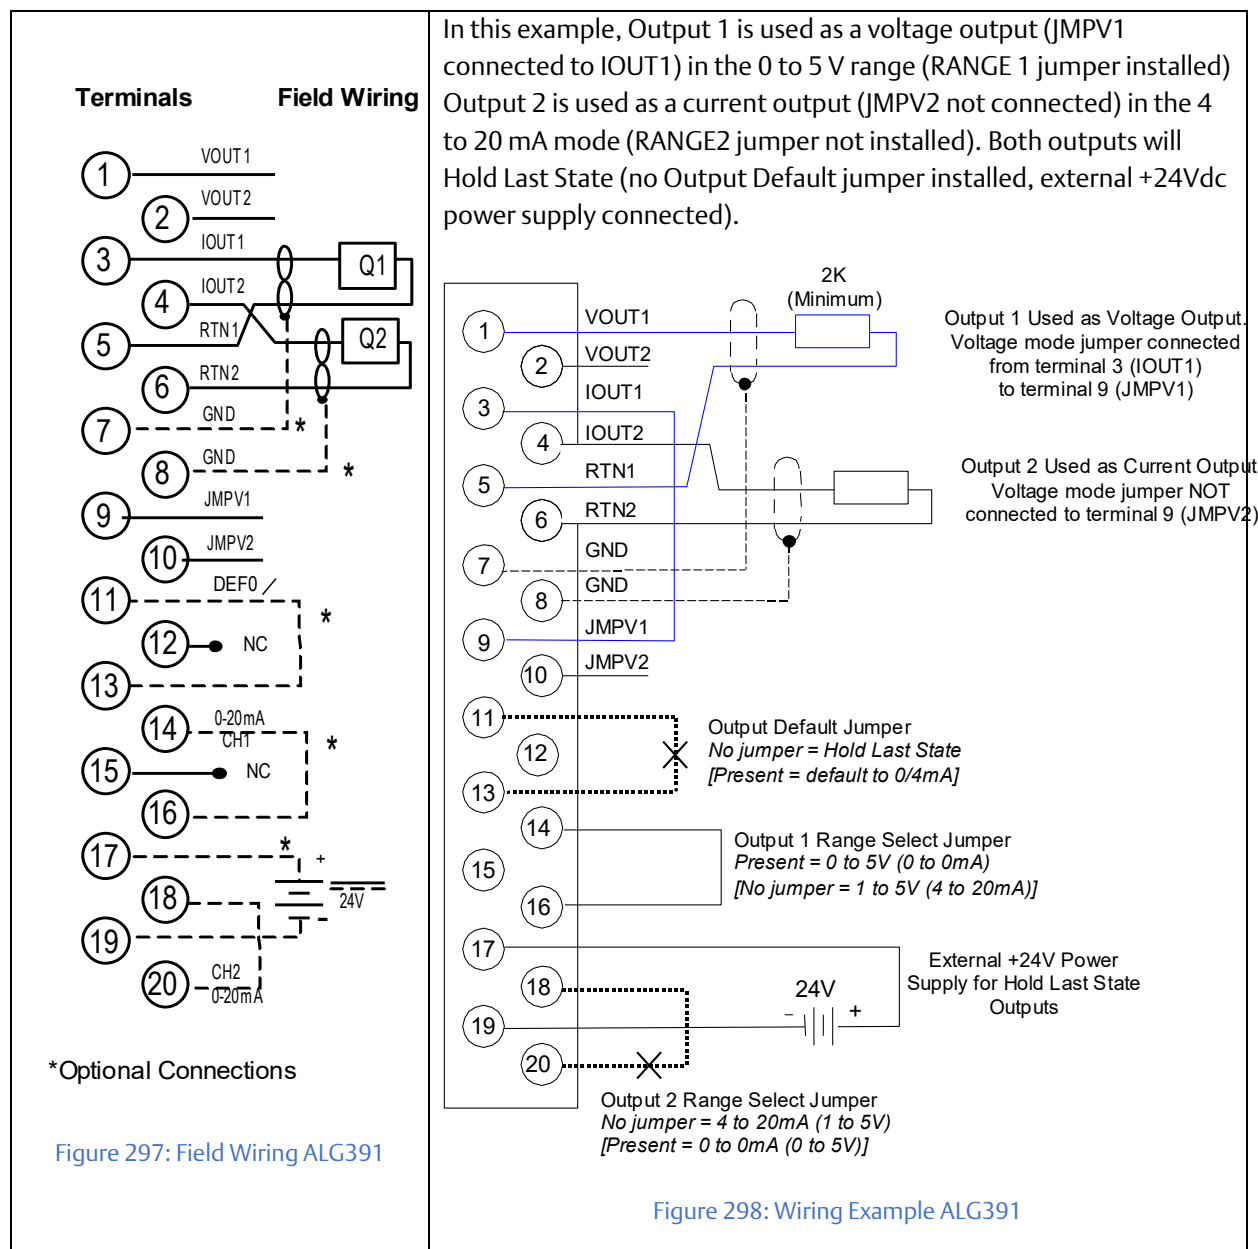 Terminals Field Wiring
1 VOUT1
2 VOUT2
3 IOUT1
Q1
4 IOUT2
5 RTN1
Q2
6 RTN2
7 GND *
8 GND *
9 JMPV1
10 JMPV2
11 DEF0 *
12 NC
13
14 0-20mA
CH1 *
15 NC
16
17 * +
18 24V
19 -
20 CH2
0-20mA
*Optional Connections
Figure 297: Field Wiring ALG391
In this example, Output 1 is used as a voltage output (JMPV1
connected to IOUT1) in the 0 to 5 V range (RANGE 1 jumper installed)
Output 2 is used as a current output (JMPV2 not connected) in the 4
to 20 mA mode (RANGE2 jumper not installed). Both outputs will
Hold Last State (no Output Default jumper installed, external +24Vdc
power supply connected).
2K
(Minimum)
1 VOUT1
2 VOUT2
3 IOUT1
4 IOUT2
5 RTN1
6 RTN2
7 GND
8 GND
9 JMPV1
10 JMPV2
11
12
13
14
15
16
17
18
19
20
Output 1 Used as Voltage Output.
Voltage mode jumper connected
from terminal 3 (IOUT1)
to terminal 9 (JMPV1)
Output 2 Used as Current Output
Voltage mode jumper NOT
connected to terminal 9 (JMPV2)
Output Default Jumper
No jumper = Hold Last State
[Present = default to 0/4mA]
Output 1 Range Select Jumper
Present = 0 to 5V (0 to 0mA)
[No jumper = 1 to 5V (4 to 20mA)]
External +24V Power
Supply for Hold Last State
Outputs
24V
- +
Output 2 Range Select Jumper
No jumper = 4 to 20mA (1 to 5V)
[Present = 0 to 0mA (0 to 5V)]
Figure 298: Wiring Example ALG391